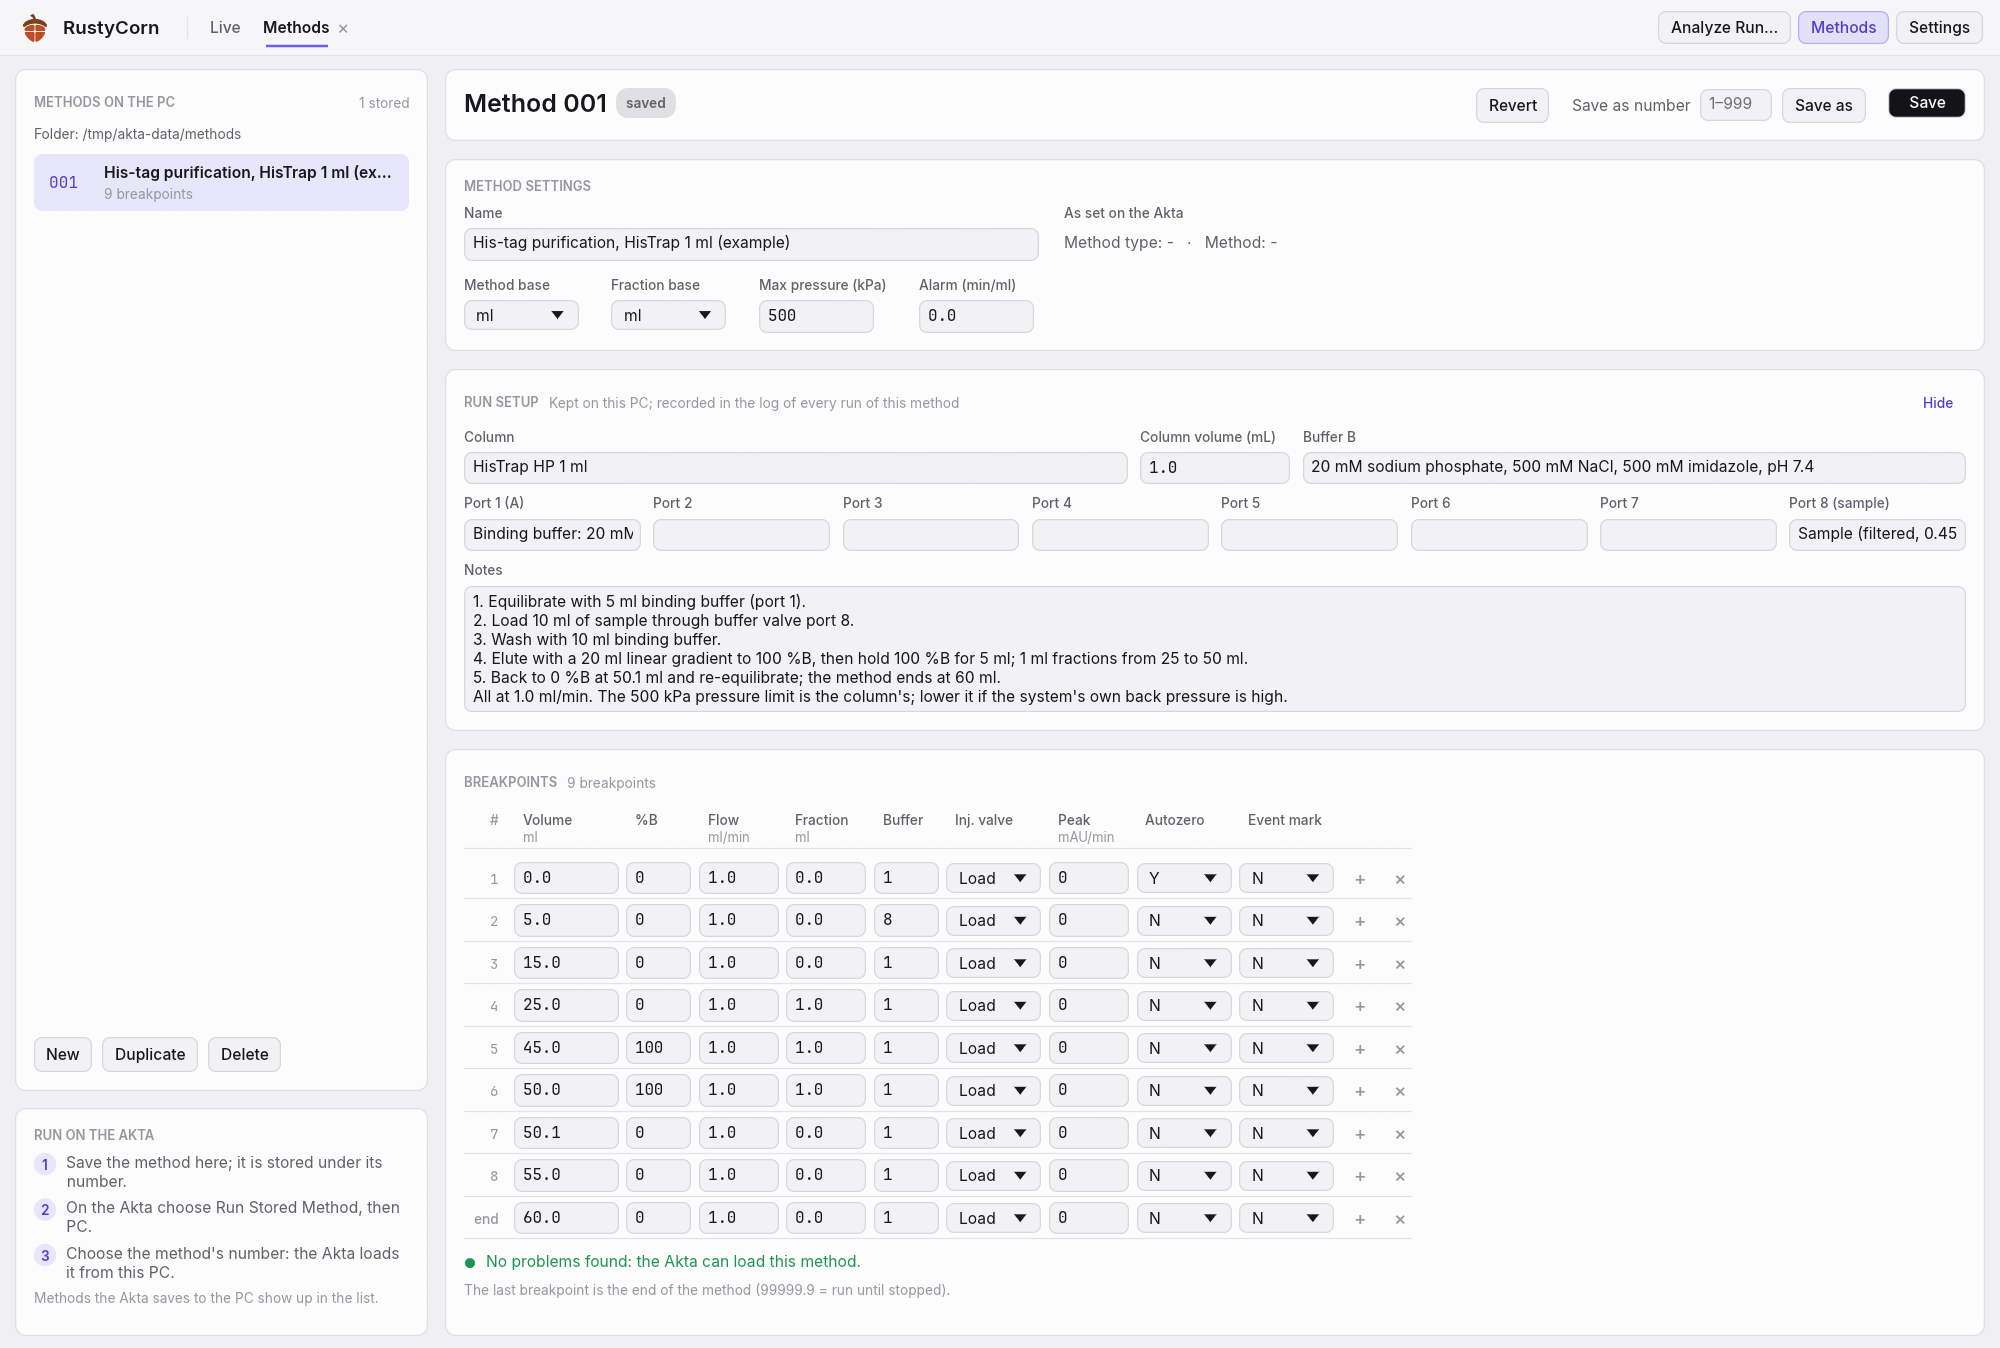 RustyCorn
Live
Methods ×
Analyze Run...
Methods
Settings
METHODS ON THE PC
1 stored
Folder: /tmp/akta-data/methods
001
His-tag purification, HisTrap 1 ml (ex...
9 breakpoints
New
Duplicate
Delete
RUN ON THE AKTA
1 Save the method here; it is stored under its
number.
2 On the Akta choose Run Stored Method, then
PC.
3 Choose the method's number: the Akta loads
it from this PC.
Methods the Akta saves to the PC show up in the list.
Method 001 saved
Revert
Save as number 1–999
Save as
Save
METHOD SETTINGS
Name
His-tag purification, HisTrap 1 ml (example)
As set on the Akta
Method type: - · Method: -
Method base Fraction base Max pressure (kPa) Alarm (min/ml)
ml ml 500 0.0
RUN SETUP Kept on this PC; recorded in the log of every run of this method Hide
Column Column volume (mL) Buffer B
HisTrap HP 1 ml 1.0 20 mM sodium phosphate, 500 mM NaCl, 500 mM imidazole, pH 7.4
Port 1 (A) Port 2 Port 3 Port 4 Port 5 Port 6 Port 7 Port 8 (sample)
Binding buffer: 20 mM Sample (filtered, 0.45
Notes
1. Equilibrate with 5 ml binding buffer (port 1).
2. Load 10 ml of sample through buffer valve port 8.
3. Wash with 10 ml binding buffer.
4. Elute with a 20 ml linear gradient to 100 %B, then hold 100 %B for 5 ml; 1 ml fractions from 25 to 50 ml.
5. Back to 0 %B at 50.1 ml and re-equilibrate; the method ends at 60 ml.
All at 1.0 ml/min. The 500 kPa pressure limit is the column's; lower it if the system's own back pressure is high.
BREAKPOINTS 9 breakpoints
# Volume %B Flow Fraction Buffer Inj. valve Peak Autozero Event mark
ml ml/min ml mAU/min
1 0.0 0 1.0 0.0 1 Load 0 Y N + ×
2 5.0 0 1.0 0.0 8 Load 0 N N + ×
3 15.0 0 1.0 0.0 1 Load 0 N N + ×
4 25.0 0 1.0 1.0 1 Load 0 N N + ×
5 45.0 100 1.0 1.0 1 Load 0 N N + ×
6 50.0 100 1.0 1.0 1 Load 0 N N + ×
7 50.1 0 1.0 0.0 1 Load 0 N N + ×
8 55.0 0 1.0 0.0 1 Load 0 N N + ×
end 60.0 0 1.0 0.0 1 Load 0 N N + ×
No problems found: the Akta can load this method.
The last breakpoint is the end of the method (99999.9 = run until stopped).